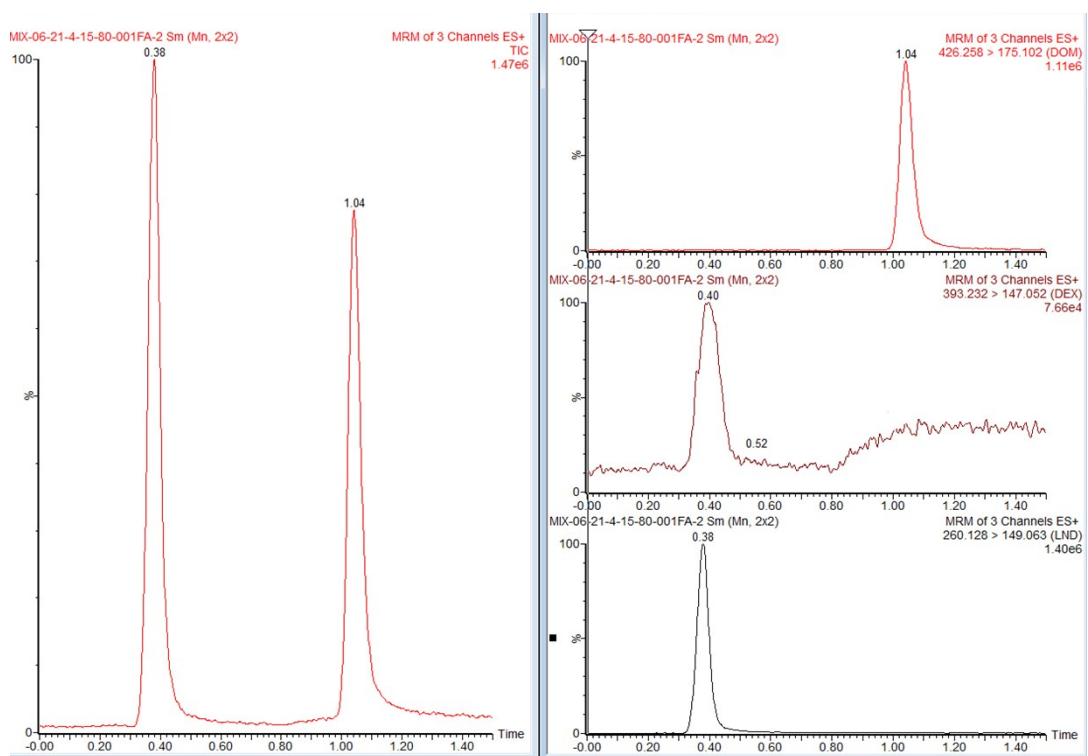 MIX-06-21-4-15-80-001FA-2 Sm (Mn, 2x2)
MRM of 3 Channels ES+
TIC
1.47e6
0.38
1.04
100
%
0
-0.00 0.20 0.40 0.60 0.80 1.00 1.20 1.40
Time
MIX-06-21-4-15-80-001FA-2 Sm (Mn, 2x2)
MRM of 3 Channels ES+
426.258 > 175.102 (DOM)
1.11e6
1.04
100
%
0
-0.00 0.20 0.40 0.60 0.80 1.00 1.20 1.40
MIX-06-21-4-15-80-001FA-2 Sm (Mn, 2x2)
MRM of 3 Channels ES+
393.232 > 147.052 (DEX)
7.66e4
0.40
0.52
100
%
0
-0.00 0.20 0.40 0.60 0.80 1.00 1.20 1.40
MIX-06-21-4-15-80-001FA-2 Sm (Mn, 2x2)
MRM of 3 Channels ES+
260.128 > 149.063 (LND)
1.40e6
0.38
100
%
0
-0.00 0.20 0.40 0.60 0.80 1.00 1.20 1.40
Time